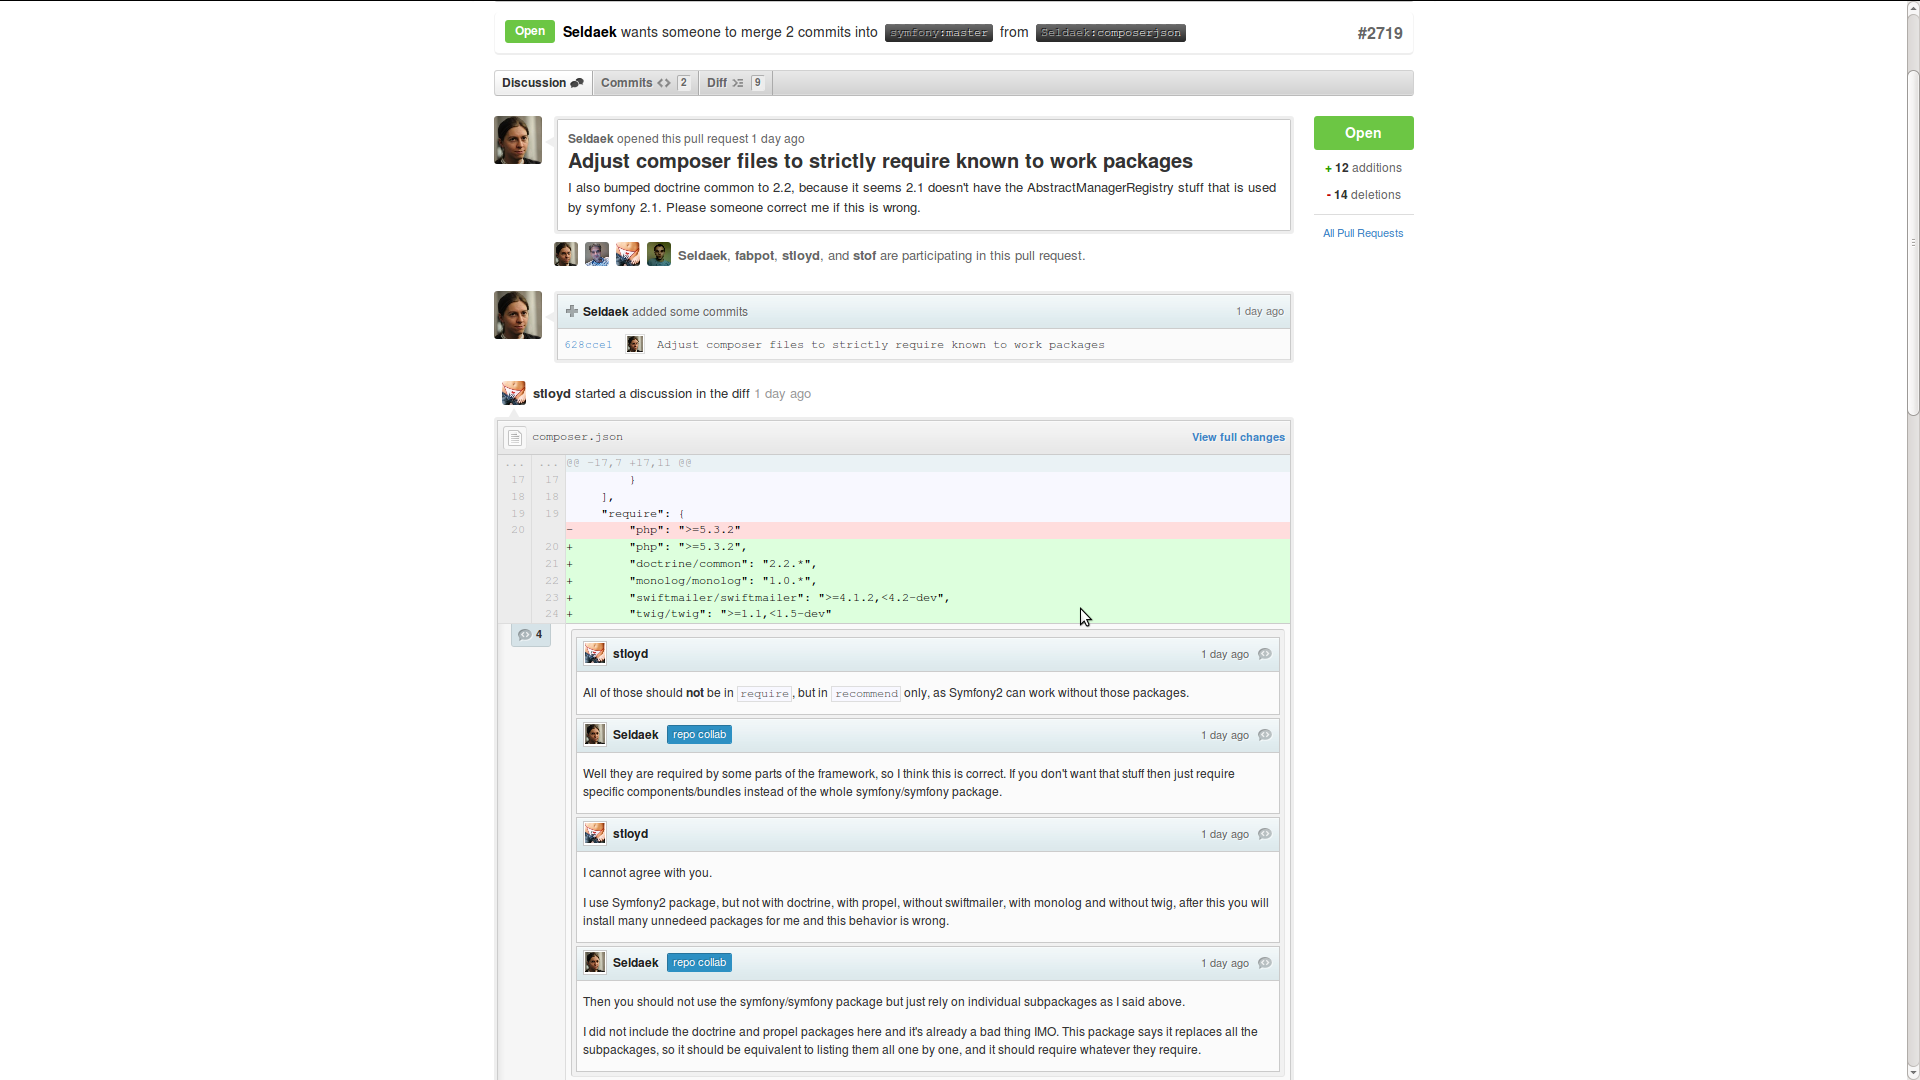 Open Seldaek wants someone to merge 2 commits into symfony:master from Seldaek:composerjson #2719
Discussion Commits 2 Diff 9
Seldaek opened this pull request 1 day ago
Adjust composer files to strictly require known to work packages
I also bumped doctrine common to 2.2, because it seems 2.1 doesn't have the AbstractManagerRegistry stuff that is used
by symfony 2.1. Please someone correct me if this is wrong.
Open
+ 12 additions
- 14 deletions
All Pull Requests
Seldaek, fabpot, stloyd, and stof are participating in this pull request.
Seldaek added some commits 1 day ago
628cce1 Adjust composer files to strictly require known to work packages
stloyd started a discussion in the diff 1 day ago
composer.json View full changes
... ... @@ -17,7 +17,11 @@
17 17 }
18 18 ],
19 19 "require": {
20 - "php": ">=5.3.2"
20 + "php": ">=5.3.2",
21 + "doctrine/common": "2.2.*",
22 + "monolog/monolog": "1.0.*",
23 + "swiftmailer/swiftmailer": ">=4.1.2,<4.2-dev",
24 + "twig/twig": ">=1.1,<1.5-dev"
4
stloyd 1 day ago
All of those should not be in require, but in recommend only, as Symfony2 can work without those packages.
Seldaek repo collab 1 day ago
Well they are required by some parts of the framework, so I think this is correct. If you don't want that stuff then just require
specific components/bundles instead of the whole symfony/symfony package.
stloyd 1 day ago
I cannot agree with you.
I use Symfony2 package, but not with doctrine, with propel, without swiftmailer, with monolog and without twig, after this you will
install many unnedeed packages for me and this behavior is wrong.
Seldaek repo collab 1 day ago
Then you should not use the symfony/symfony package but just rely on individual subpackages as I said above.
I did not include the doctrine and propel packages here and it's already a bad thing IMO. This package says it replaces all the
subpackages, so it should be equivalent to listing them all one by one, and it should require whatever they require.